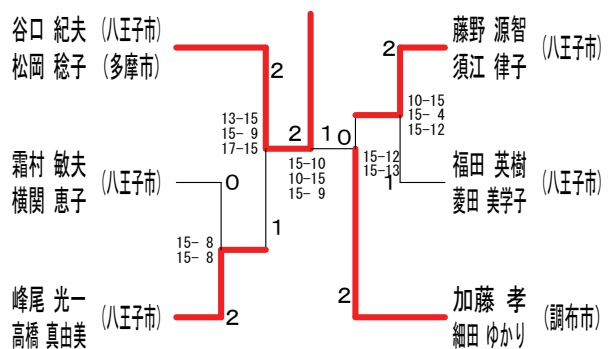 谷口 紀夫 (八王子市)
松岡 稔子 (多摩市)
2
13-15
15- 9
17-15
霜村 敏夫
横関 恵子
(八王子市)
0
15- 8
15- 8
1
峰尾 光一
高橋 真由美
(八王子市)
2
2
1
15-10
10-15
15- 9
藤野 源智
須江 律子
(八王子市)
2
10-15
15- 4
15-12
0
15-12
15-13
福田 英樹
菱田 美学子
(八王子市)
1
加藤 孝
細田 ゆかり
(調布市)
2